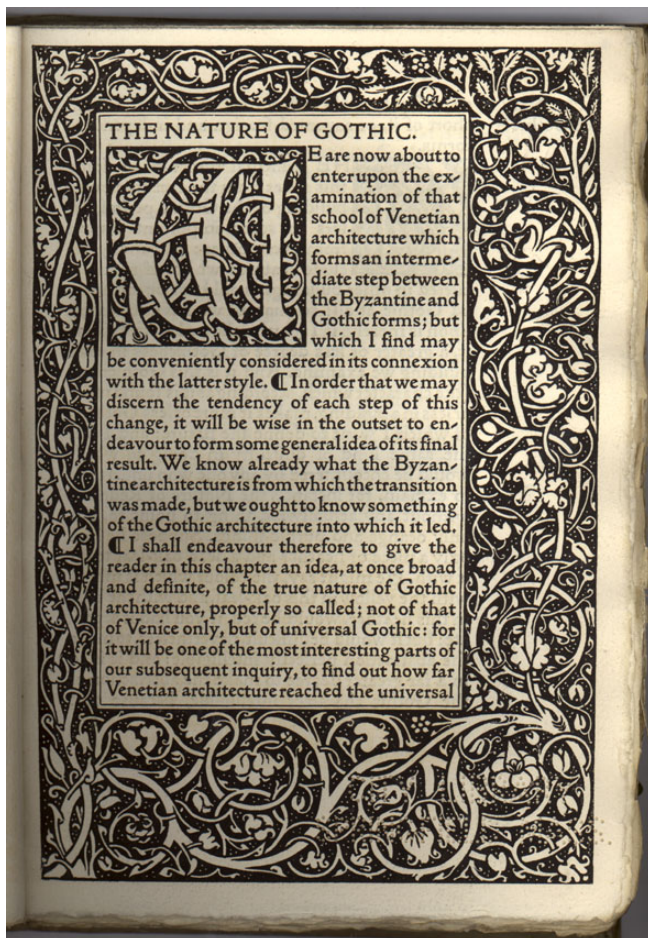 THE NATURE OF GOTHIC.
WE are now about to
enter upon the ex-
amination of that
school of Venetian
architecture which
forms an interme-
diate step between
the Byzantine and
Gothic forms; but
which I find may
be conveniently considered in its connexion
with the latter style. ⁋ In order that we may
discern the tendency of each step of this
change, it will be wise in the outset to en-
deavour to form some general idea of its final
result. We know already what the Byzan-
tine architecture is from which the transition
was made, but we ought to know something
of the Gothic architecture into which it led.
⁋ I shall endeavour therefore to give the
reader in this chapter an idea, at once broad
and definite, of the true nature of Gothic
architecture, properly so called; not of that
of Venice only, but of universal Gothic: for
it will be one of the most interesting parts of
our subsequent inquiry, to find out how far
Venetian architecture reached the universal